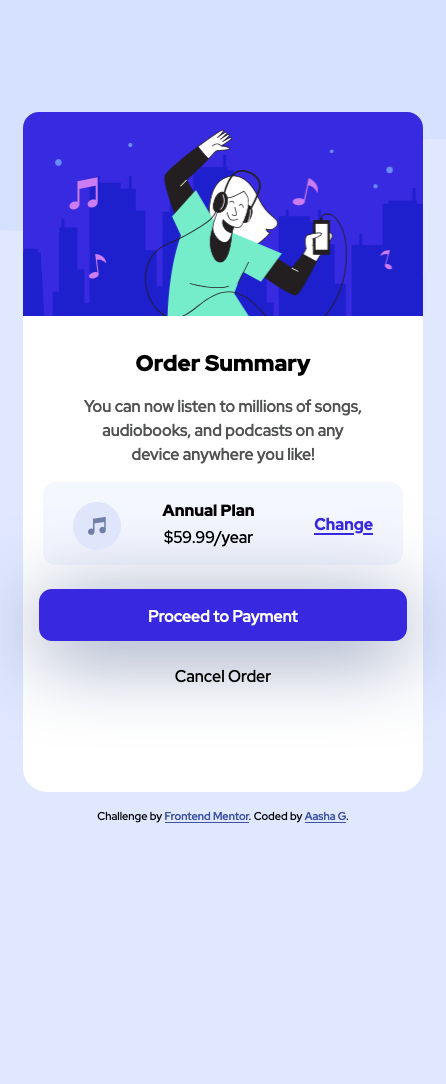 Order Summary
You can now listen to millions of songs,
audiobooks, and podcasts on any
device anywhere you like!
Annual Plan
$59.99/year
Change
Proceed to Payment
Cancel Order
Challenge by Frontend Mentor. Coded by Aasha G.